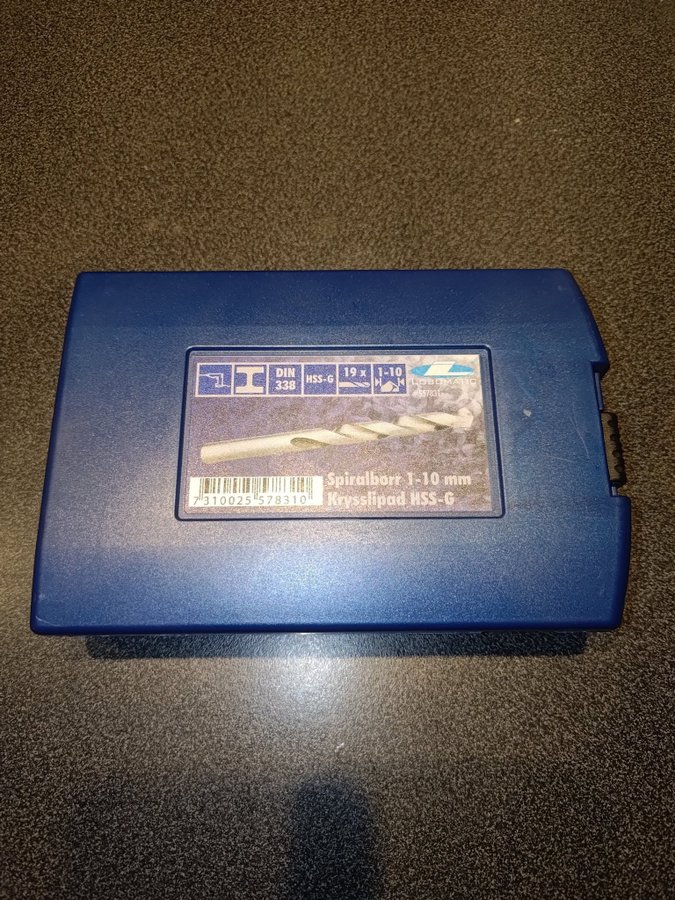 DIN
338
HSS-G
19 x
1-10
LOBOMATIC
Spiralborr 1-10 mm
Krysslipad HSS-G
7 310025 578310